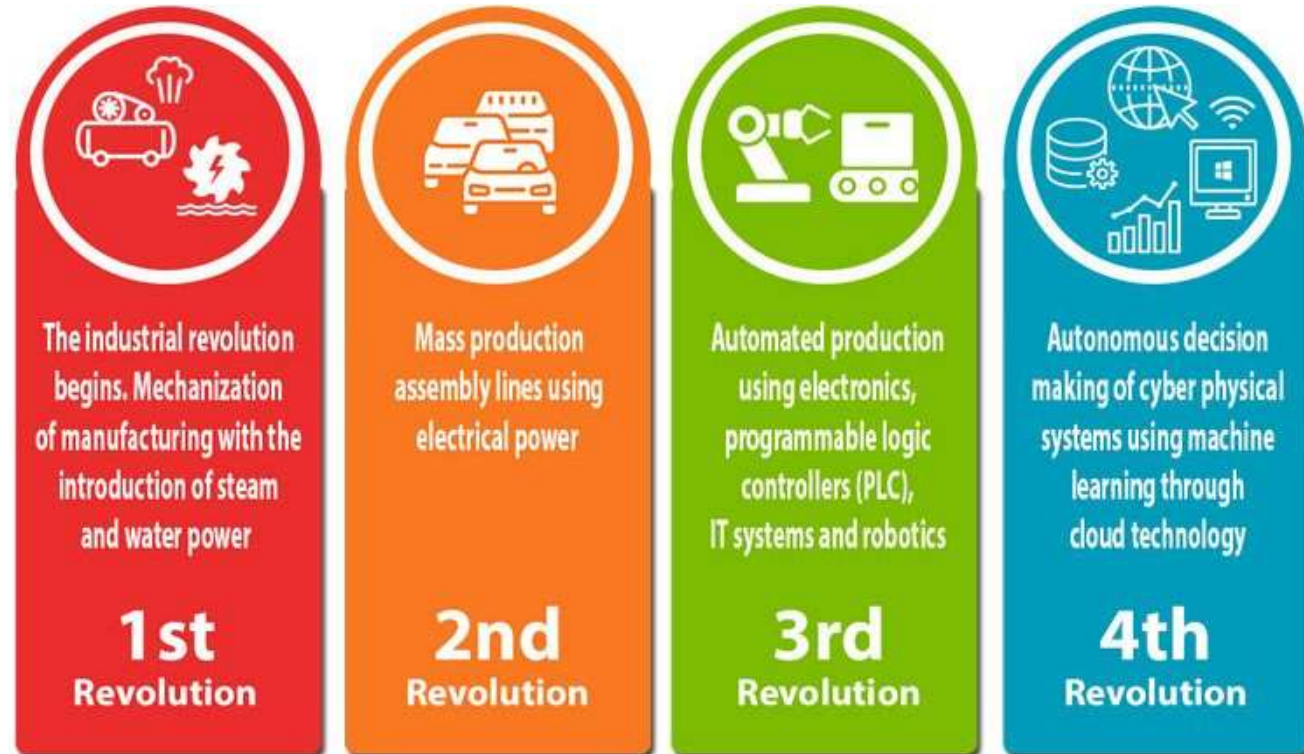 The industrial revolution
begins. Mechanization
of manufacturing with the
introduction of steam
and water power
1st
Revolution
Mass production
assembly lines using
electrical power
2nd
Revolution
Automated production
using electronics,
programmable logic
controllers (PLC),
IT systems and robotics
3rd
Revolution
Autonomous decision
making of cyber physical
systems using machine
learning through
cloud technology
4th
Revolution